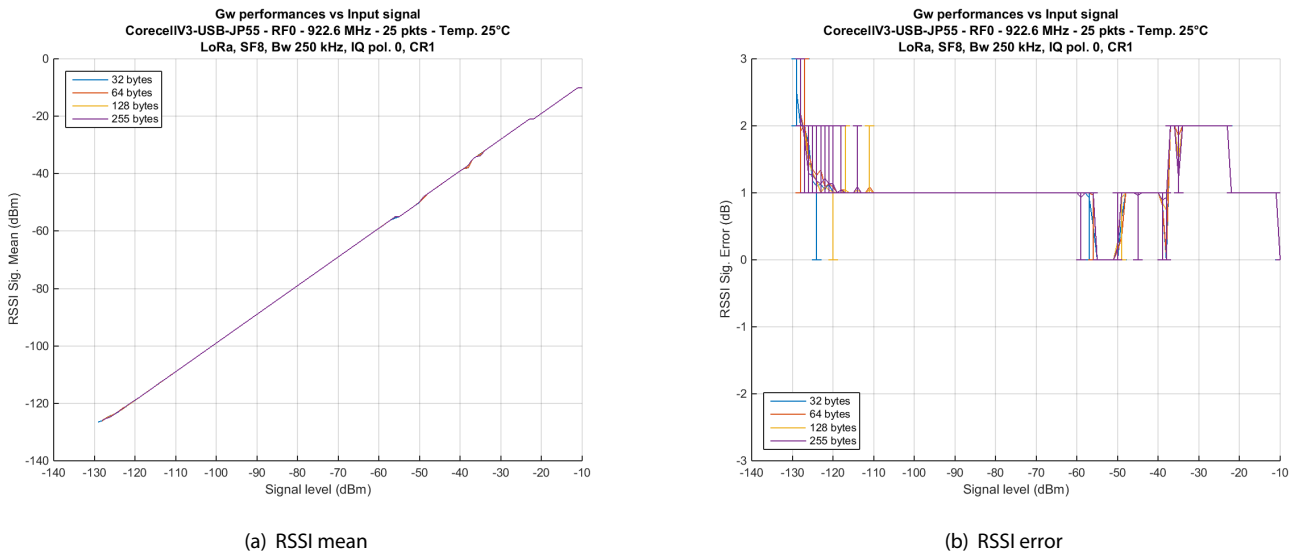 Gw performances vs Input signal
CorecellV3-USB-JP55 - RF0 - 922.6 MHz - 25 pkts - Temp. 25°C
LoRa, SF8, Bw 250 kHz, IQ pol. 0, CR1
0
-20
-40
-60
-80
-100
-120
-140
RSSI Sig. Mean (dBm)
32 bytes
64 bytes
128 bytes
255 bytes
-140 -130 -120 -110 -100 -90 -80 -70 -60 -50 -40 -30 -20 -10
Signal level (dBm)
(a) RSSI mean
Gw performances vs Input signal
CorecellV3-USB-JP55 - RF0 - 922.6 MHz - 25 pkts - Temp. 25°C
LoRa, SF8, Bw 250 kHz, IQ pol. 0, CR1
3
2
1
0
-1
-2
-3
RSSI Sig. Error (dB)
32 bytes
64 bytes
128 bytes
255 bytes
-140 -130 -120 -110 -100 -90 -80 -70 -60 -50 -40 -30 -20 -10
Signal level (dBm)
(b) RSSI error